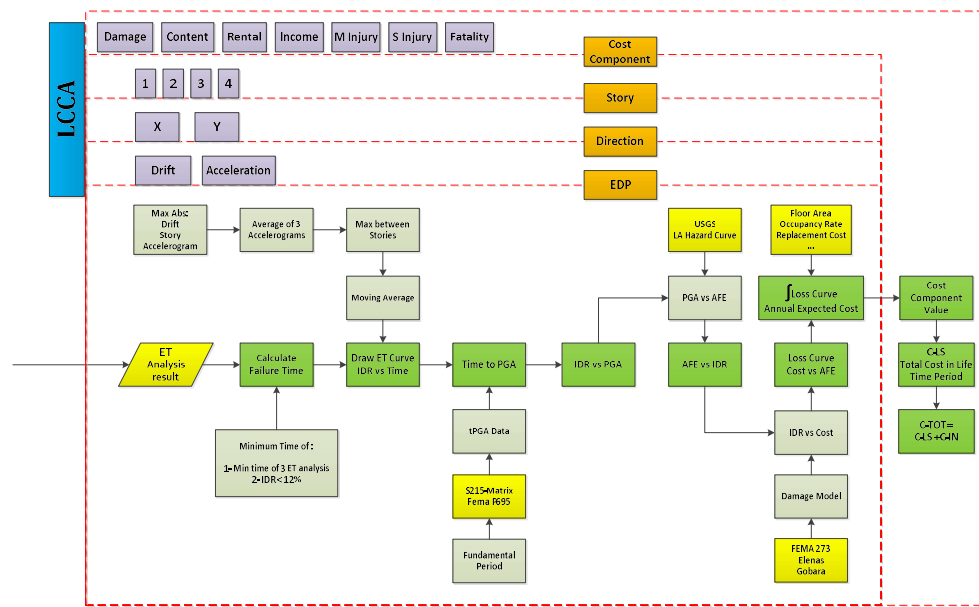 LCCA
Damage
Content
Rental
Income
M Injury
S Injury
Fatality
Cost
Component
1
2
3
4
Story
X
Y
Direction
Drift
Acceleration
EDP
Max Abs:
Drift
Story
Accelerogram
Average of 3
Accelerograms
Max between
Stories
USGS
LA Hazard Curve
Floor Area
Occupancy Rate
Replacement Cost
...
Moving Average
PGA vs AFE
∫Loss Curve
Annual Expected Cost
Cost
Component
Value
ET
Analysis
result
Calculate
Failure Time
Draw ET Curve
IDR vs Time
Time to PGA
IDR vs PGA
AFE vs IDR
Loss Curve
Cost vs AFE
C-LS
Total Cost in Life
Time Period
Minimum Time of :
1-Min time of 3 ET analysis
2-IDR<12%
tPGA Data
IDR vs Cost
C-TOT=
C-LS+C-IN
S215-Matrix
Fema P695
Damage Model
Fundamental
Period
FEMA 273
Elenas
Gobara